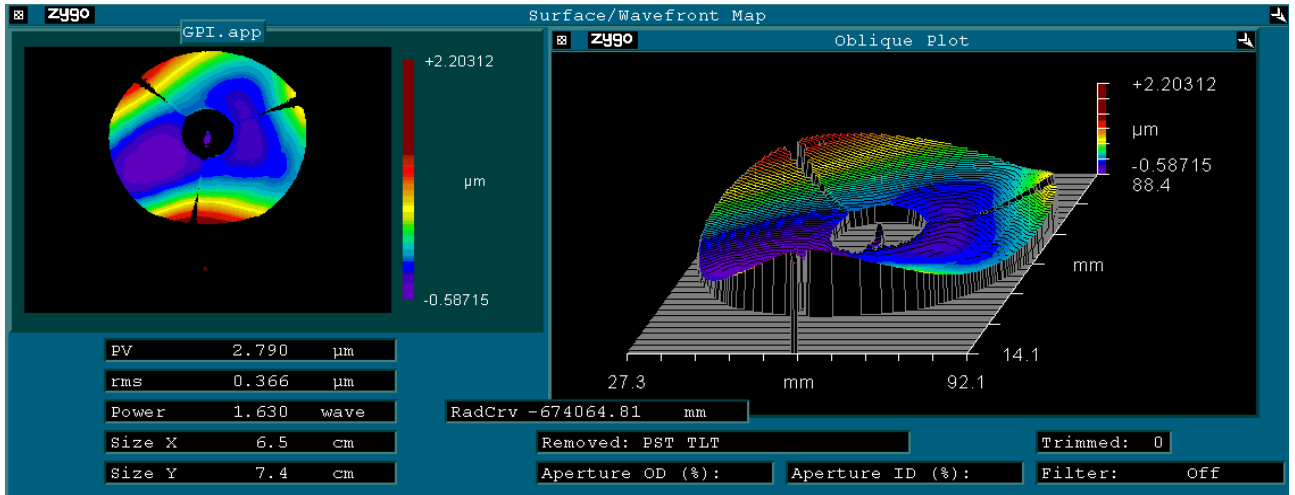 zygo Surface/Wavefront Map
GPI.app
+2.20312
µm
-0.58715
zygo Oblique Plot
+2.20312
µm
-0.58715
88.4
mm
14.1
27.3 mm 92.1
PV 2.790 µm
rms 0.366 µm
Power 1.630 wave
Size X 6.5 cm
Size Y 7.4 cm
RadCrv -674064.81 mm
Removed: PST TLT
Trimmed: 0
Aperture OD (%):
Aperture ID (%):
Filter: Off